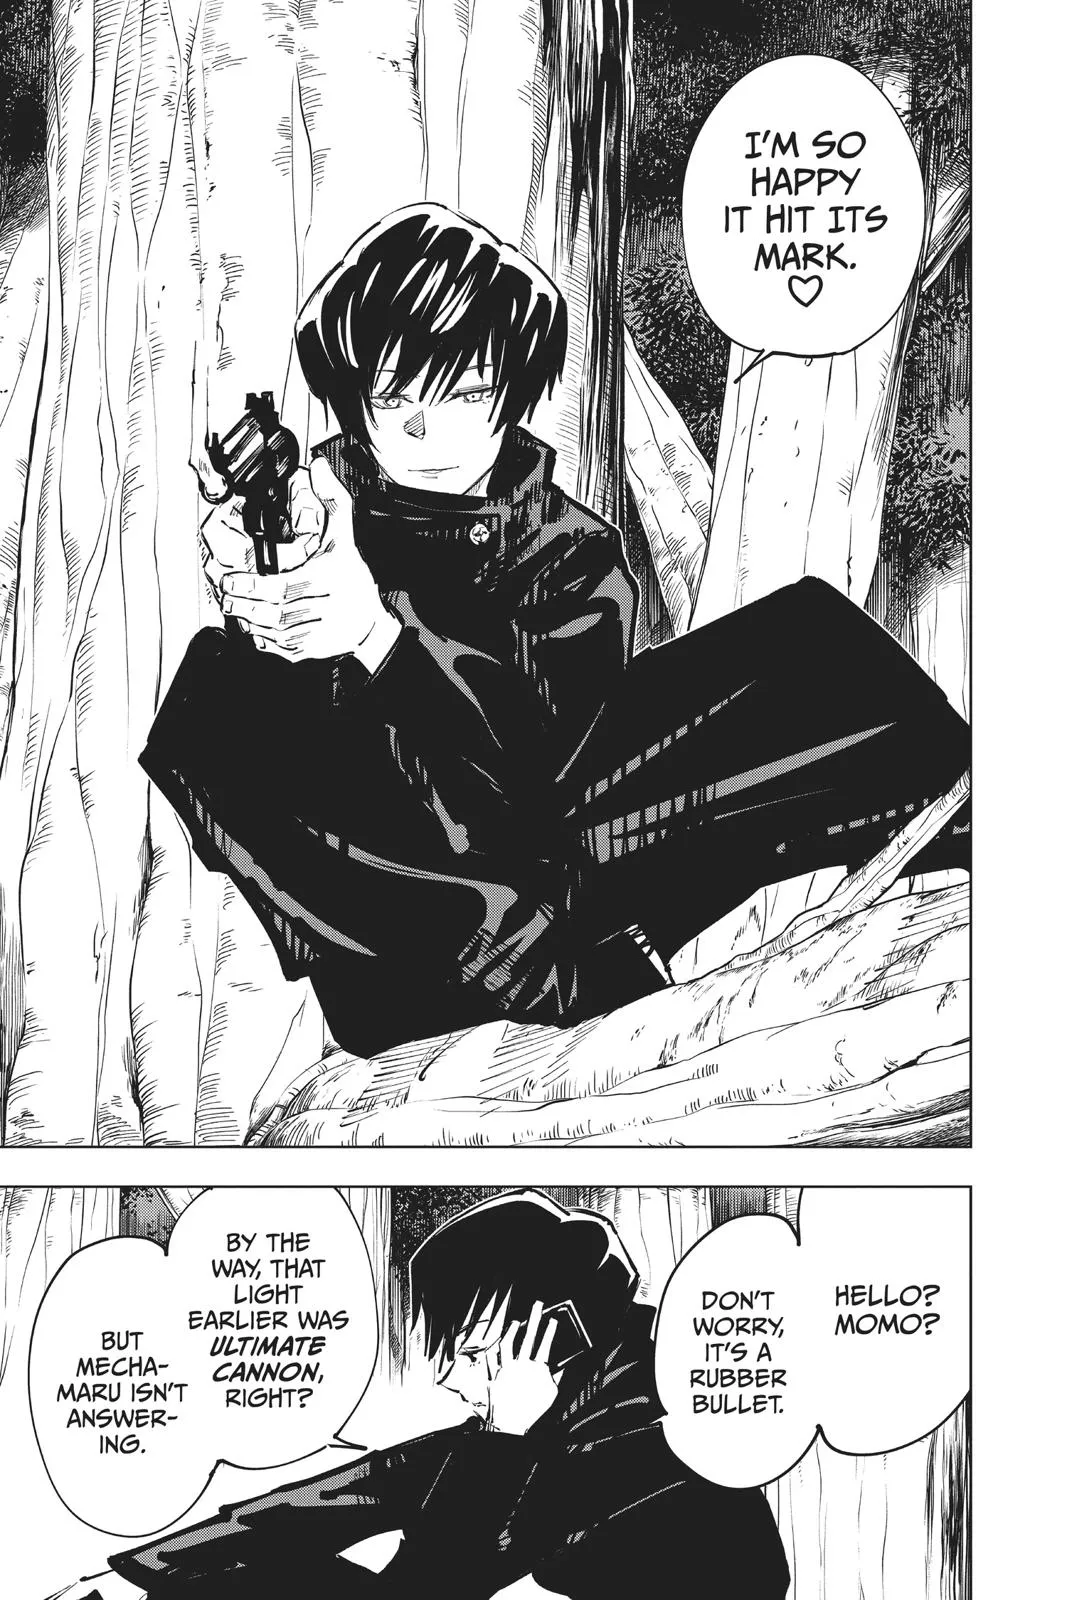 I'M SO
HAPPY
IT HIT ITS
MARK.
♡
HELLO?
MOMO?
DON'T
WORRY,
IT'S A
RUBBER
BULLET.
BY THE
WAY, THAT
LIGHT
EARLIER WAS
ULTIMATE
CANNON,
RIGHT?
BUT
MECHA-
MARU ISN'T
ANSWER-
ING.